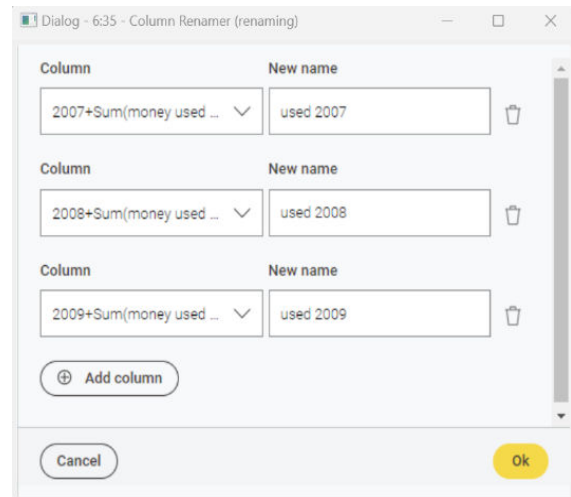 Dialog - 6:35 - Column Renamer (renaming)
Column New name
2007+Sum(money used ... used 2007
Column New name
2008+Sum(money used ... used 2008
Column New name
2009+Sum(money used ... used 2009
Add column
Cancel Ok